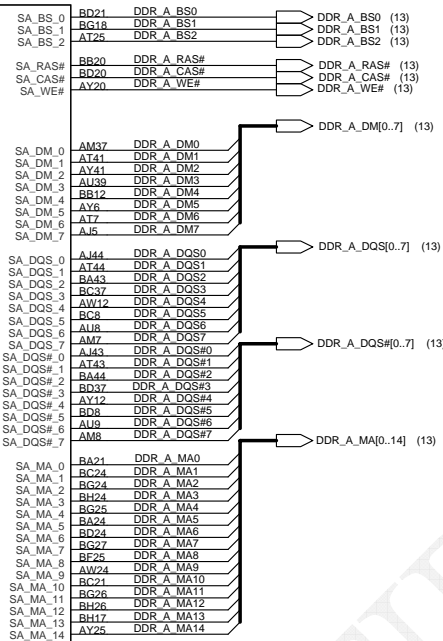 SA_BS_0 BD21 DDR_A_BS0 DDR_A_BS0 (13)
SA_BS_1 BG18 DDR_A_BS1 DDR_A_BS1 (13)
SA_BS_2 AT25 DDR_A_BS2 DDR_A_BS2 (13)
SA_RAS# BB20 DDR_A_RAS# DDR_A_RAS# (13)
SA_CAS# BD20 DDR_A_CAS# DDR_A_CAS# (13)
SA_WE# AY20 DDR_A_WE# DDR_A_WE# (13)
DDR_A_DM[0..7] (13)
SA_DM_0 AM37 DDR_A_DM0
SA_DM_1 AT41 DDR_A_DM1
SA_DM_2 AY41 DDR_A_DM2
SA_DM_3 AU39 DDR_A_DM3
SA_DM_4 BB12 DDR_A_DM4
SA_DM_5 AY6 DDR_A_DM5
SA_DM_6 AT7 DDR_A_DM6
SA_DM_7 AJ5 DDR_A_DM7
DDR_A_DQS[0..7] (13)
SA_DQS_0 AJ44 DDR_A_DQS0
SA_DQS_1 AT44 DDR_A_DQS1
SA_DQS_2 BA43 DDR_A_DQS2
SA_DQS_3 BC37 DDR_A_DQS3
SA_DQS_4 AW12 DDR_A_DQS4
SA_DQS_5 BC8 DDR_A_DQS5
SA_DQS_6 AU8 DDR_A_DQS6
SA_DQS_7 AM7 DDR_A_DQS7
DDR_A_DQS#[0..7] (13)
SA_DQS#_0 AJ43 DDR_A_DQS#0
SA_DQS#_1 AT43 DDR_A_DQS#1
SA_DQS#_2 BA44 DDR_A_DQS#2
SA_DQS#_3 BD37 DDR_A_DQS#3
SA_DQS#_4 AY12 DDR_A_DQS#4
SA_DQS#_5 BD8 DDR_A_DQS#5
SA_DQS#_6 AU9 DDR_A_DQS#6
SA_DQS#_7 AM8 DDR_A_DQS#7
DDR_A_MA[0..14] (13)
SA_MA_0 BA21 DDR_A_MA0
SA_MA_1 BC24 DDR_A_MA1
SA_MA_2 BG24 DDR_A_MA2
SA_MA_3 BH24 DDR_A_MA3
SA_MA_4 BG25 DDR_A_MA4
SA_MA_5 BA24 DDR_A_MA5
SA_MA_6 BD24 DDR_A_MA6
SA_MA_7 BG27 DDR_A_MA7
SA_MA_8 BF25 DDR_A_MA8
SA_MA_9 AW24 DDR_A_MA9
SA_MA_10 BC21 DDR_A_MA10
SA_MA_11 BG26 DDR_A_MA11
SA_MA_12 BH26 DDR_A_MA12
SA_MA_13 BH17 DDR_A_MA13
SA_MA_14 AY25 DDR_A_MA14